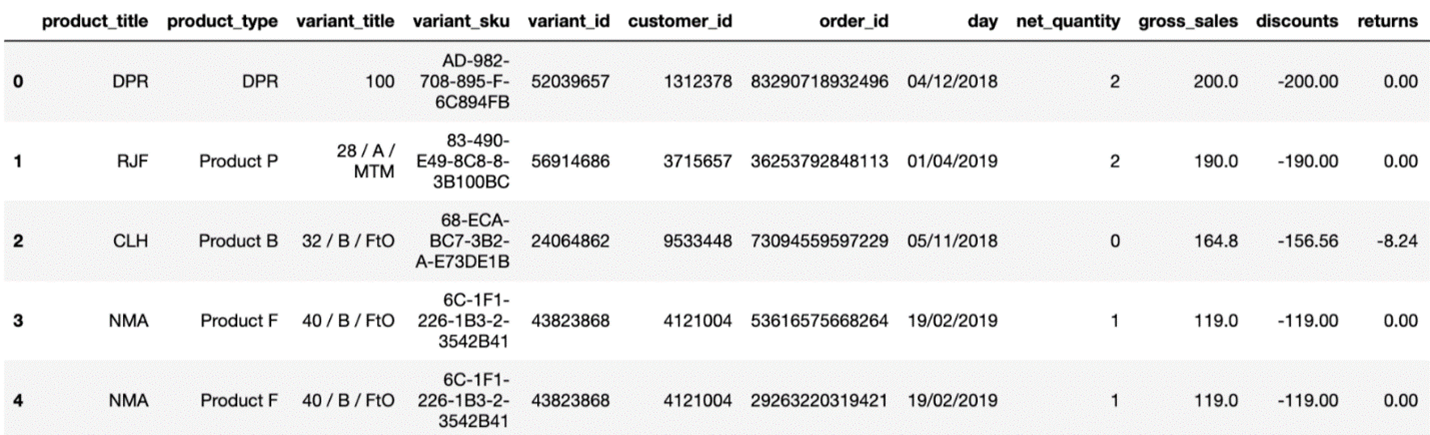 product_title product_type variant_title variant_sku variant_id customer_id order_id day net_quantity gross_sales discounts returns
0 DPR DPR 100 AD-982-708-895-F-6C894FB 52039657 1312378 83290718932496 04/12/2018 2 200.0 -200.00 0.00
1 RJF Product P 28 / A / MTM 83-490-E49-8C8-8-3B100BC 56914686 3715657 36253792848113 01/04/2019 2 190.0 -190.00 0.00
2 CLH Product B 32 / B / FtO 68-ECA-BC7-3B2-A-E73DE1B 24064862 9533448 73094559597229 05/11/2018 0 164.8 -156.56 -8.24
3 NMA Product F 40 / B / FtO 6C-1F1-226-1B3-2-3542B41 43823868 4121004 53616575668264 19/02/2019 1 119.0 -119.00 0.00
4 NMA Product F 40 / B / FtO 6C-1F1-226-1B3-2-3542B41 43823868 4121004 29263220319421 19/02/2019 1 119.0 -119.00 0.00